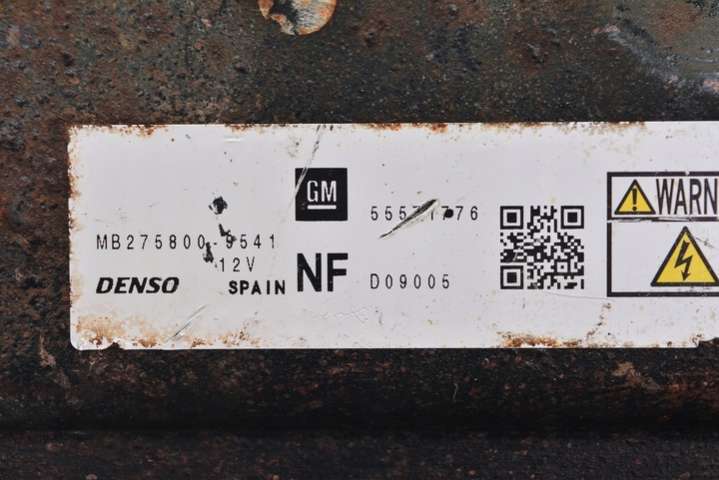 GM
MB275800-9541
12V
DENSO
SPAIN
NF
D09005
WARN